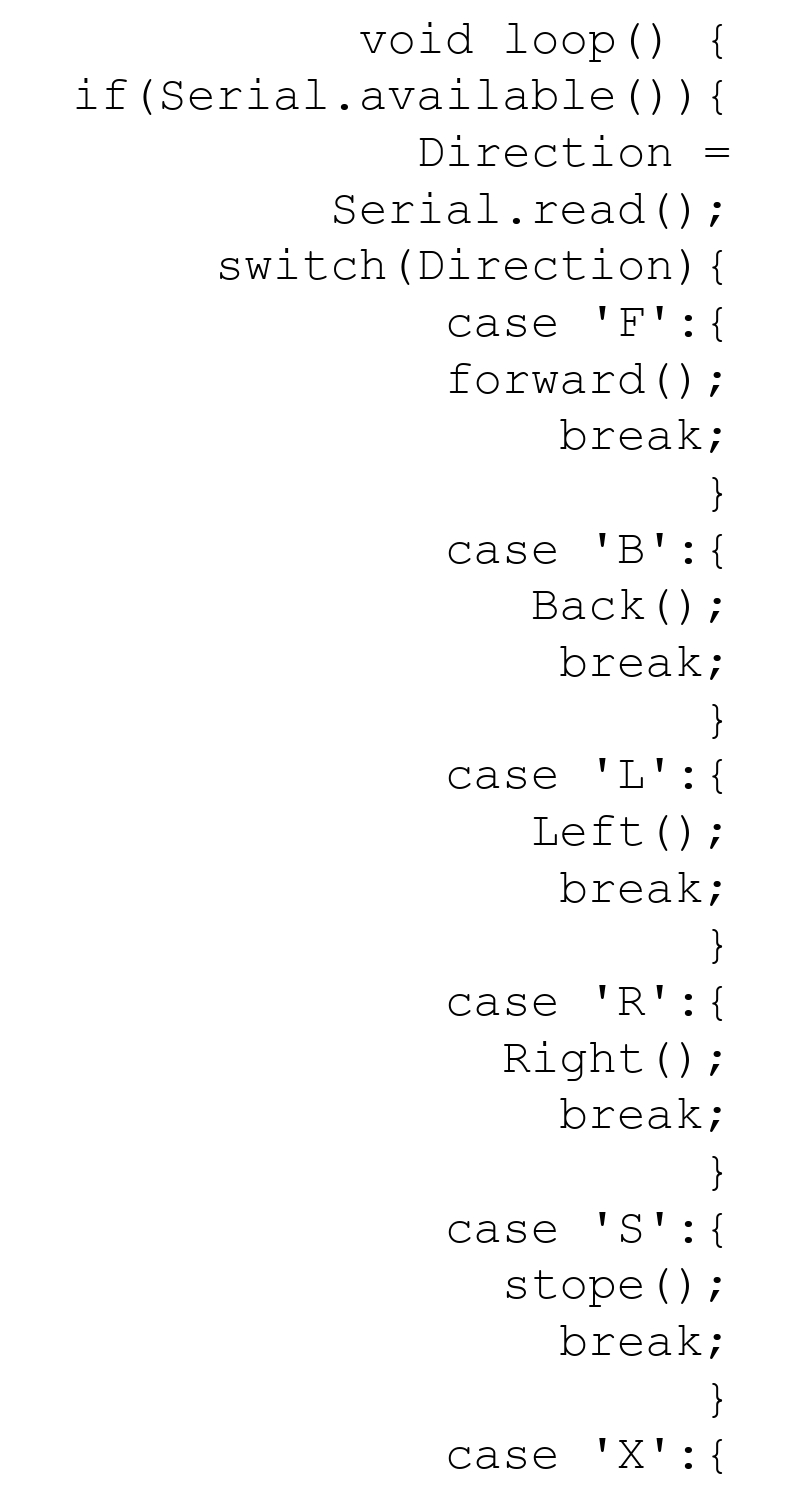 void loop() {
if(Serial.available()){
Direction =
Serial.read();
switch(Direction){
case 'F':{
forward();
break;
}
case 'B':{
Back();
break;
}
case 'L':{
Left();
break;
}
case 'R':{
Right();
break;
}
case 'S':{
stope();
break;
}
case 'X':{